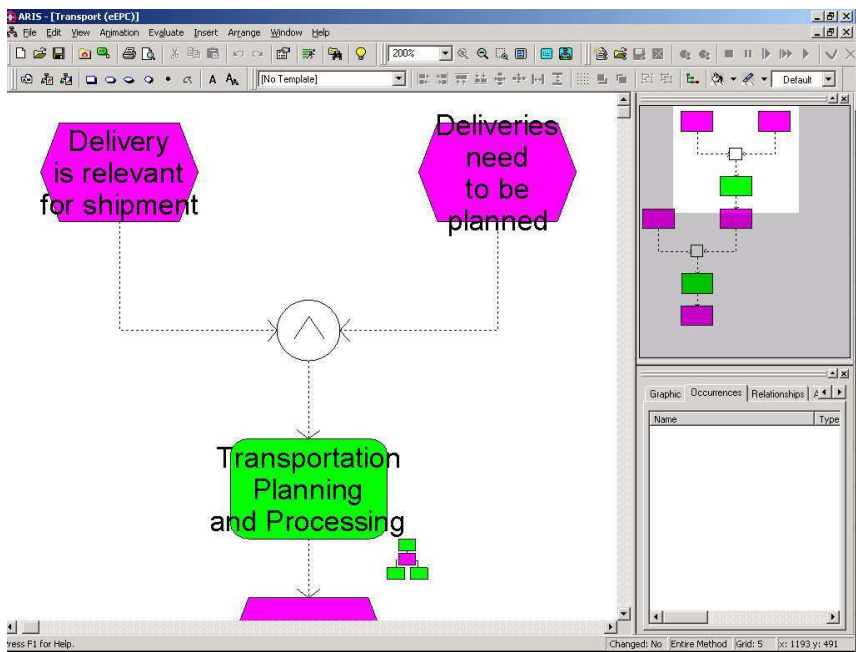 ARIS - [Transport (eEPC)]
File Edit View Animation Evaluate Insert Arrange Window Help
200%
[No Template]
Default
Delivery
is relevant
for shipment
Deliveries
need
to be
planned
Transportation
Planning
and Processing
Graphic Occurrences Relationships
Name Type
Press F1 for Help.
Changed: No Entire Method Grid: 5 x: 1193 y: 491